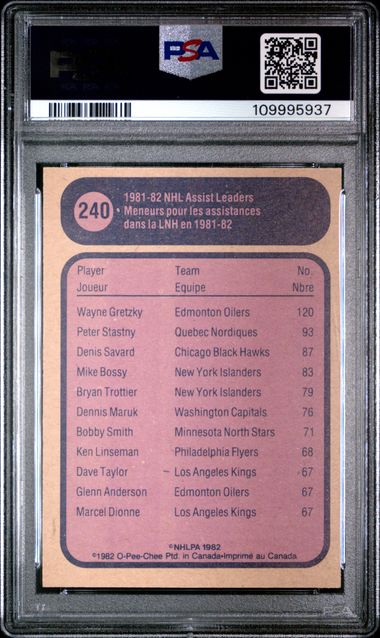 PSA
109995937
240
1981-82 NHL Assist Leaders
• Meneurs pour les assistances
dans la LNH en 1981-82
Player Team No.
Joueur Equipe Nbre
Wayne Gretzky Edmonton Oilers 120
Peter Stastny Quebec Nordiques 93
Denis Savard Chicago Black Hawks 87
Mike Bossy New York Islanders 83
Bryan Trottier New York Islanders 79
Dennis Maruk Washington Capitals 76
Bobby Smith Minnesota North Stars 71
Ken Linseman Philadelphia Flyers 68
Dave Taylor Los Angeles Kings 67
Glenn Anderson Edmonton Oilers 67
Marcel Dionne Los Angeles Kings 67
©NHLPA 1982
©1982 O-Pee-Chee Ptd. in Canada•Imprimé au Canada
PSA